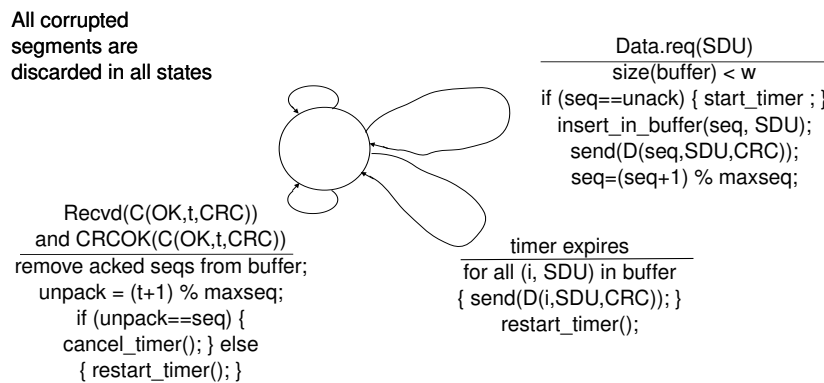 All corrupted
segments are
discarded in all states
Data.req(SDU)
size(buffer) < w
if (seq==unack) { start_timer ; }
insert_in_buffer(seq, SDU);
send(D(seq,SDU,CRC));
seq=(seq+1) % maxseq;
Recvd(C(OK,t,CRC))
and CRCOK(C(OK,t,CRC))
remove acked seqs from buffer;
unpack = (t+1) % maxseq;
if (unpack==seq) {
cancel_timer(); } else
{ restart_timer(); }
timer expires
for all (i, SDU) in buffer
{ send(D(i,SDU,CRC)); }
restart_timer();